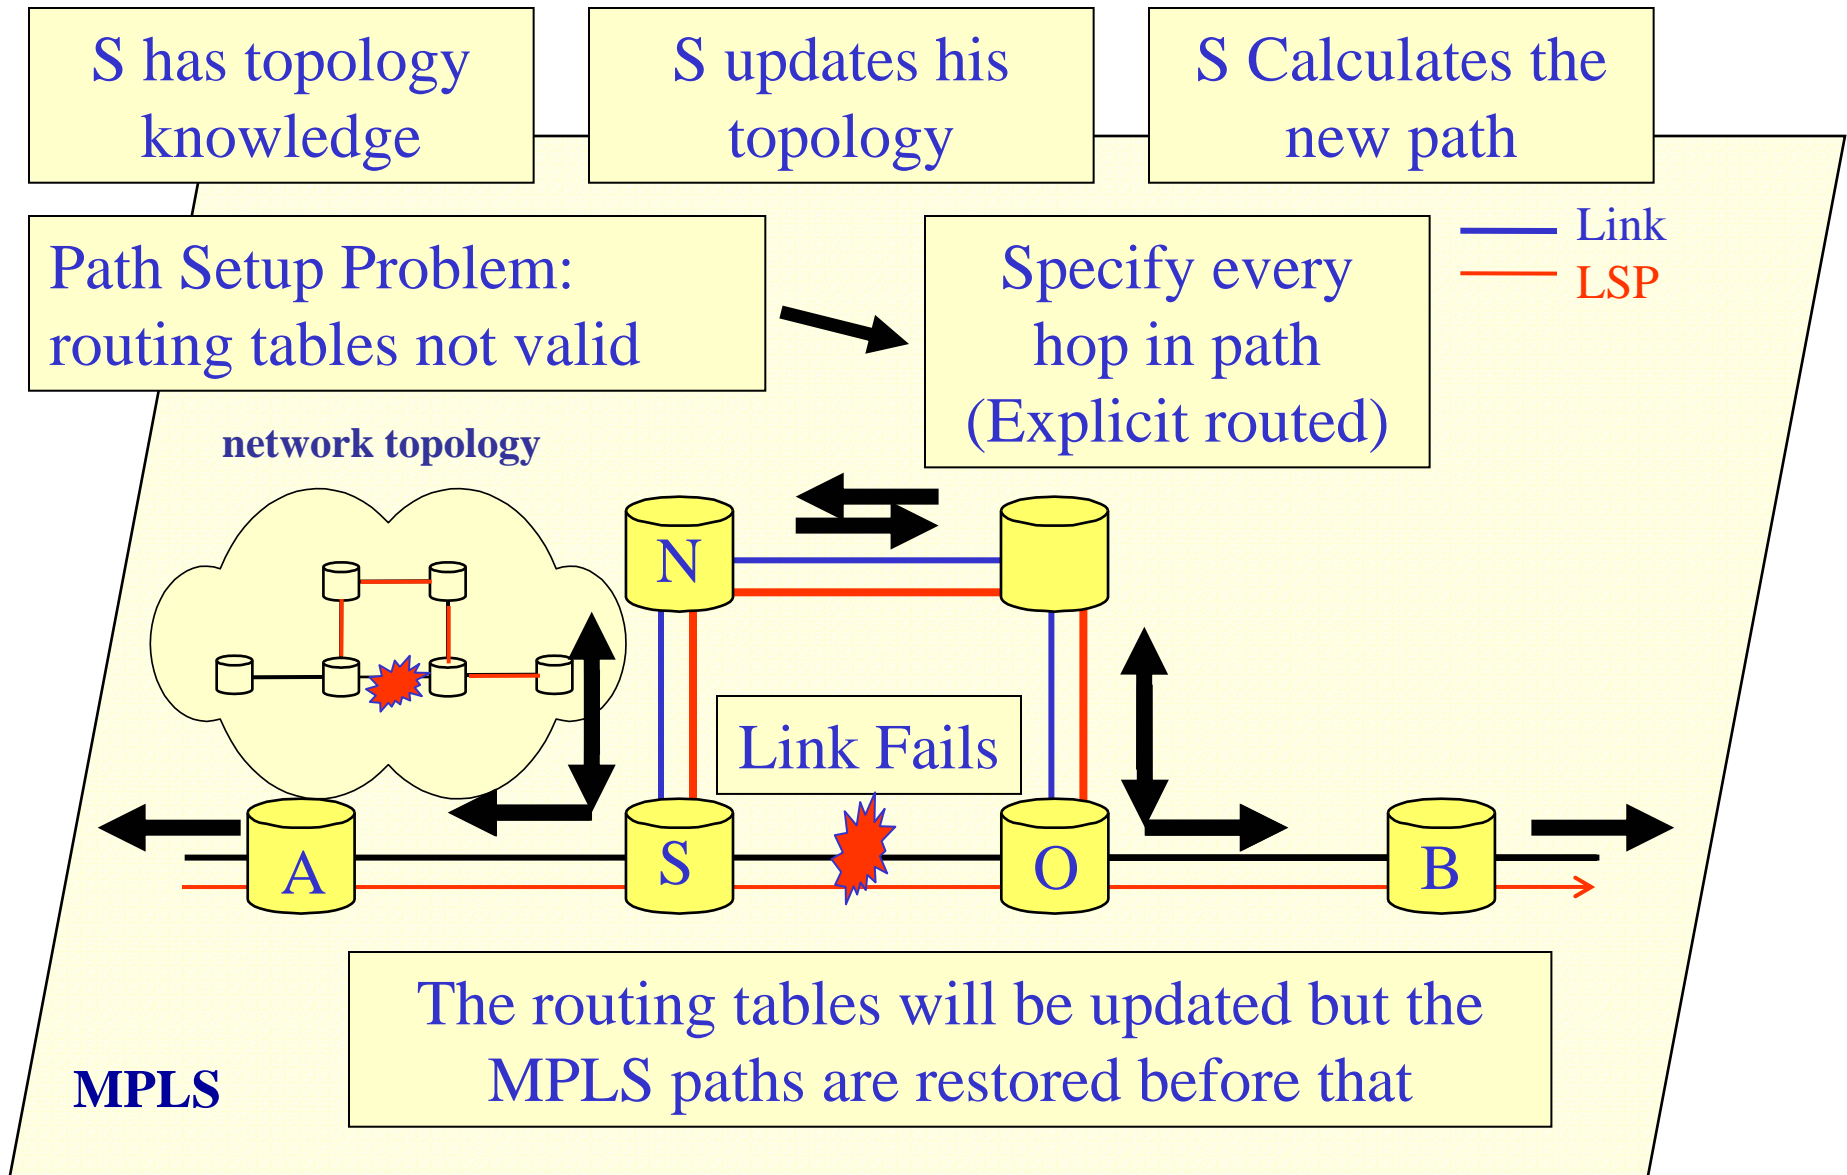 S has topology
knowledge
S updates his
topology
S Calculates the
new path
Path Setup Problem:
routing tables not valid
Specify every
hop in path
(Explicit routed)
Link
LSP
network topology
N
Link Fails
A
S
O
B
The routing tables will be updated but the
MPLS paths are restored before that
MPLS